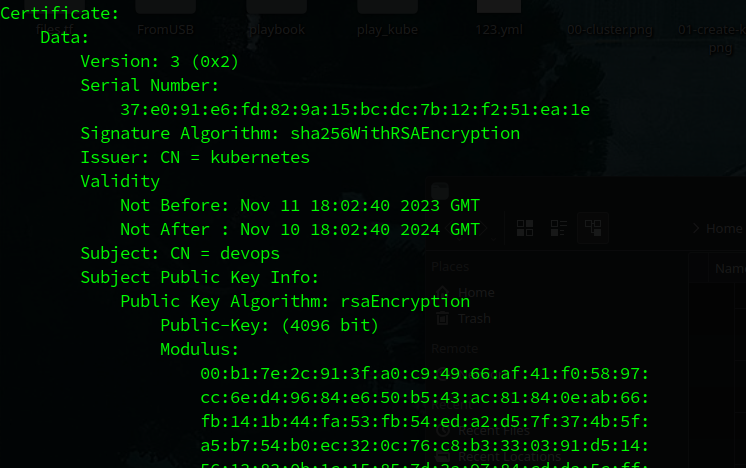 Certificate:
Data:
Version: 3 (0x2)
Serial Number:
37:e0:91:e6:fd:82:9a:15:bc:dc:7b:12:f2:51:ea:1e
Signature Algorithm: sha256WithRSAEncryption
Issuer: CN = kubernetes
Validity
Not Before: Nov 11 18:02:40 2023 GMT
Not After : Nov 10 18:02:40 2024 GMT
Subject: CN = devops
Subject Public Key Info:
Public Key Algorithm: rsaEncryption
Public-Key: (4096 bit)
Modulus:
00:b1:7e:2c:91:3f:a0:c9:49:66:af:41:f0:58:97:
cc:6e:d4:96:84:e6:50:b5:43:ac:81:84:0e:ab:66:
fb:14:1b:44:fa:53:fb:54:ed:a2:d5:7f:37:4b:5f:
a5:b7:54:b0:ec:32:0c:76:c8:b3:33:03:91:d5:14:
FromUSB
playbook
play_kube
123.yml
00-cluster.png
01-create-k
png
Home
Places
Name
Home
Trash
Remote